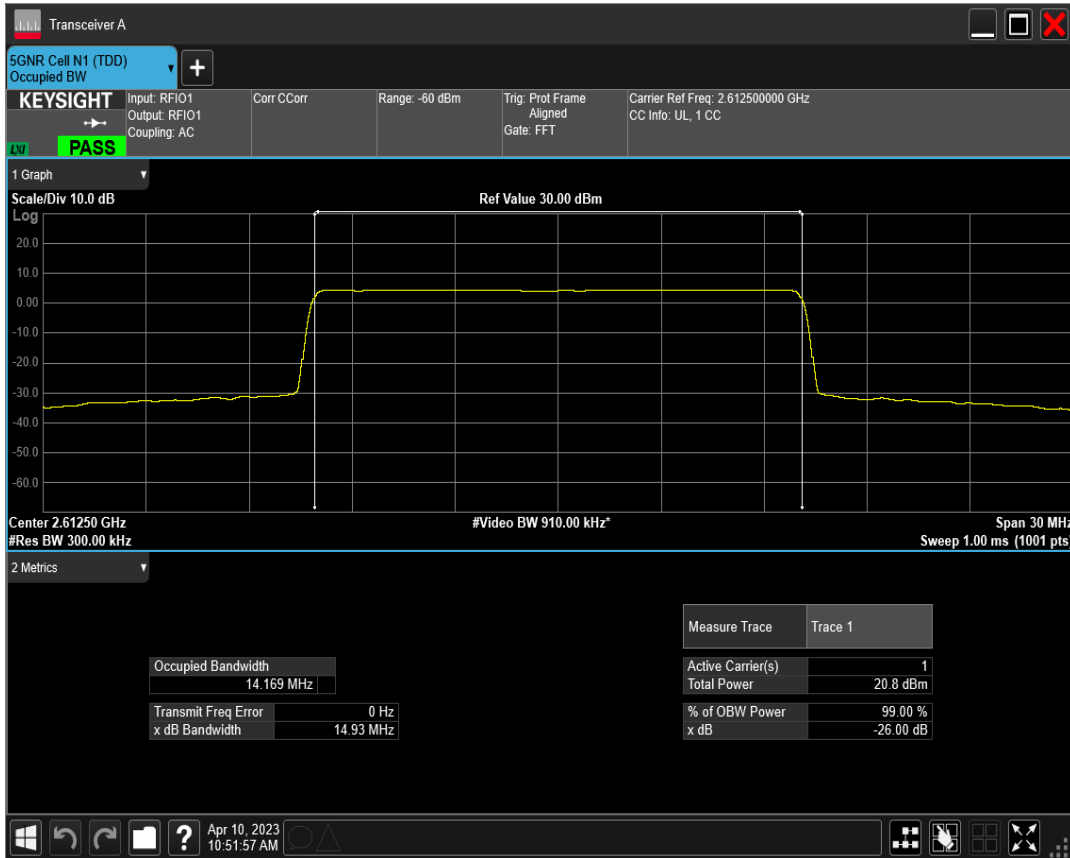 Transceiver A
5GNR Cell N1 (TDD)
Occupied BW
+
KEYSIGHT
LXI
PASS
Input: RFIO1
Output: RFIO1
Coupling: AC
Corr CCorr
Range: -60 dBm
Trig: Prot Frame
Aligned
Gate: FFT
Carrier Ref Freq: 2.612500000 GHz
CC Info: UL, 1 CC
1 Graph
Scale/Div 10.0 dB
Ref Value 30.00 dBm
Log
20.0
10.0
0.00
-10.0
-20.0
-30.0
-40.0
-50.0
-60.0
Center 2.61250 GHz
#Video BW 910.00 kHz*
Span 30 MHz
#Res BW 300.00 kHz
Sweep 1.00 ms (1001 pts)
2 Metrics
Measure Trace Trace 1
Occupied Bandwidth
14.169 MHz
Active Carrier(s) 1
Total Power 20.8 dBm
Transmit Freq Error 0 Hz
x dB Bandwidth 14.93 MHz
% of OBW Power 99.00 %
x dB -26.00 dB
?
Apr 10, 2023
10:51:57 AM